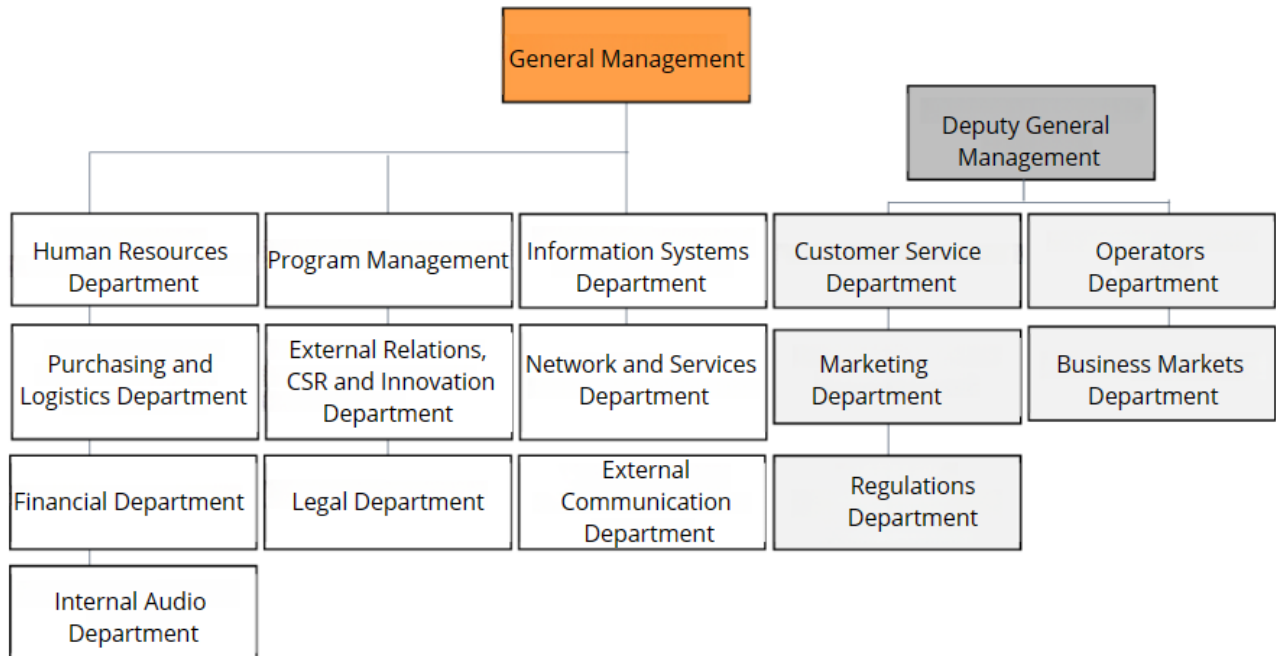 General Management
Deputy General
Management
Human Resources
Department
Program Management
Information Systems
Department
Customer Service
Department
Operators
Department
Purchasing and
Logistics Department
External Relations,
CSR and Innovation
Department
Network and Services
Department
Marketing
Department
Business Markets
Department
Financial Department
Legal Department
External
Communication
Department
Regulations
Department
Internal Audio
Department